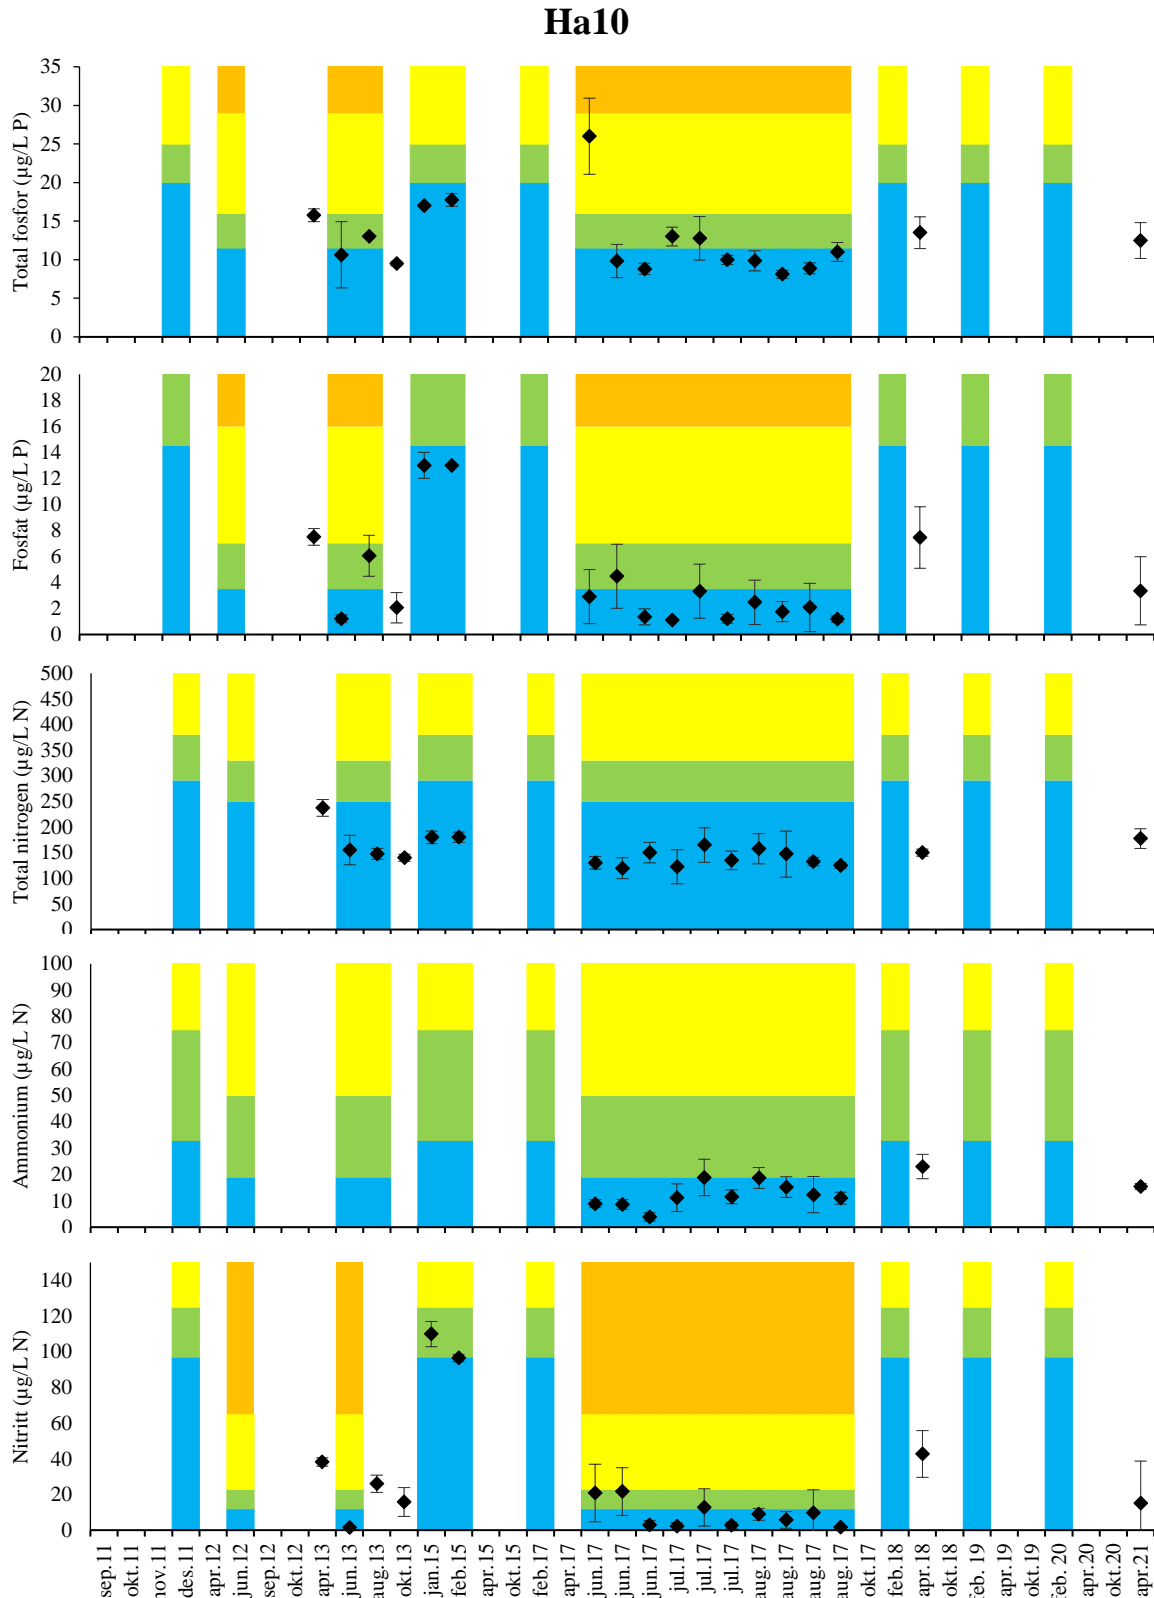 Ha10
Total fosfor (µg/L P)
35
30
25
20
15
10
5
0
Fosfat (µg/L P)
20
18
16
14
12
10
8
6
4
2
0
Total nitrogen (µg/L N)
500
450
400
350
300
250
200
150
100
50
0
Ammonium (µg/L N)
100
90
80
70
60
50
40
30
20
10
0
Nitritt (µg/L N)
140
120
100
80
60
40
20
0
sep.11
okt.11
nov.11
des.11
apr.12
jun.12
sep.12
okt.12
apr.13
jun.13
aug.13
okt.13
jan.15
feb.15
apr.15
okt.15
feb.17
apr.17
jun.17
jun.17
jun.17
jul.17
jul.17
jul.17
aug.17
aug.17
aug.17
aug.17
okt.17
feb.18
apr.18
okt.18
feb. 19
apr.19
okt.19
feb. 20
apr.20
okt.20
apr.21